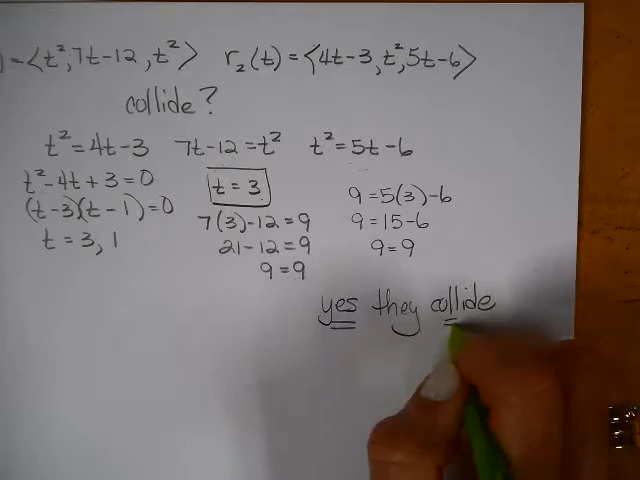 ) = <t², 7t-12, t²> r₂(t) = <4t-3, t², 5t-6>
collide?
t² = 4t-3 7t-12 = t² t² = 5t-6
t²-4t+3=0
(t-3)(t-1)=0
t = 3, 1
t = 3
7(3)-12=9
21-12=9
9=9
9=5(3)-6
9=15-6
9=9
yes they collide